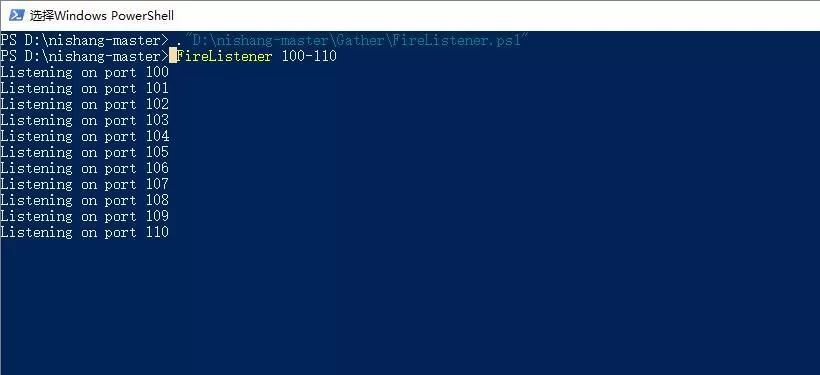 选择Windows PowerShell
PS D:\nishang-master> ."D:\nishang-master\Gather\FireListener.ps1"
PS D:\nishang-master> FireListener 100-110
Listening on port 100
Listening on port 101
Listening on port 102
Listening on port 103
Listening on port 104
Listening on port 105
Listening on port 106
Listening on port 107
Listening on port 108
Listening on port 109
Listening on port 110